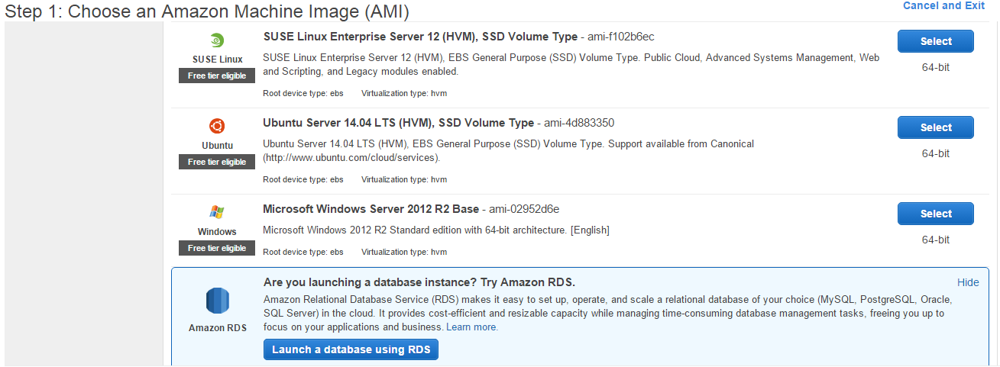 Step 1: Choose an Amazon Machine Image (AMI)
Cancel and Exit
SUSE Linux
Free tier eligible
SUSE Linux Enterprise Server 12 (HVM), SSD Volume Type - ami-f102b6ec
SUSE Linux Enterprise Server 12 (HVM), EBS General Purpose (SSD) Volume Type. Public Cloud, Advanced Systems Management, Web
and Scripting, and Legacy modules enabled.
Root device type: ebs Virtualization type: hvm
Select
64-bit
Ubuntu
Free tier eligible
Ubuntu Server 14.04 LTS (HVM), SSD Volume Type - ami-4d883350
Ubuntu Server 14.04 LTS (HVM), EBS General Purpose (SSD) Volume Type. Support available from Canonical
(http://www.ubuntu.com/cloud/services).
Root device type: ebs Virtualization type: hvm
Select
64-bit
Windows
Free tier eligible
Microsoft Windows Server 2012 R2 Base - ami-02952d6e
Microsoft Windows 2012 R2 Standard edition with 64-bit architecture. [English]
Root device type: ebs Virtualization type: hvm
Select
64-bit
Amazon RDS
Are you launching a database instance? Try Amazon RDS.
Hide
Amazon Relational Database Service (RDS) makes it easy to set up, operate, and scale a relational database of your choice (MySQL, PostgreSQL, Oracle,
SQL Server) in the cloud. It provides cost-efficient and resizable capacity while managing time-consuming database management tasks, freeing you up to
focus on your applications and business. Learn more.
Launch a database using RDS